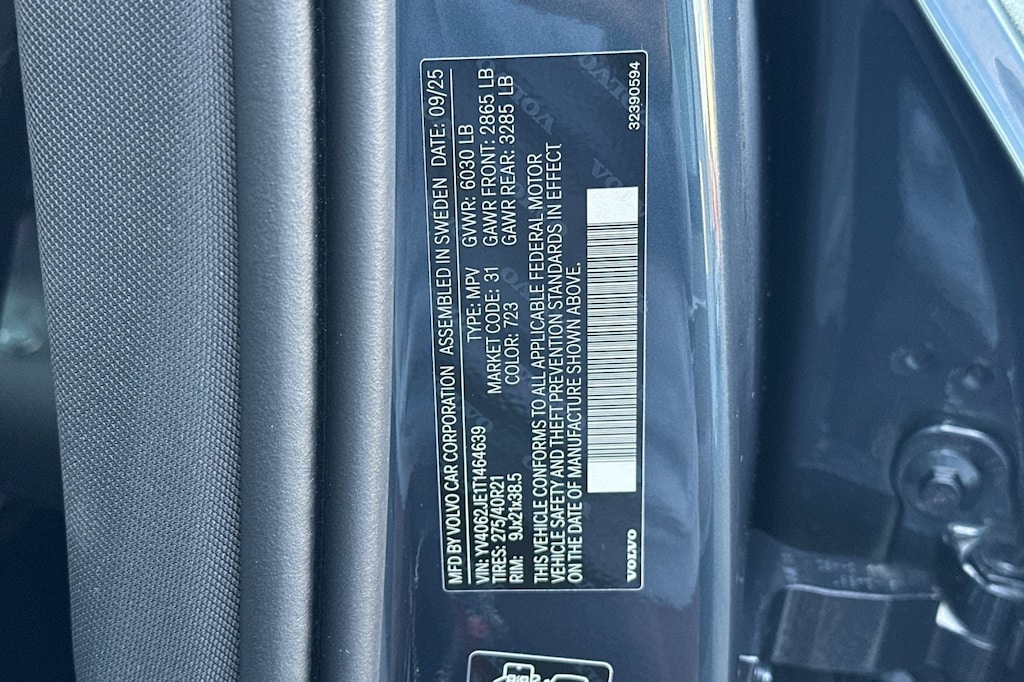 MFD BY VOLVO CAR CORPORATION ASSEMBLED IN SWEDEN DATE: 09/25
VIN: YV4062JE1T1464639 TYPE: MPV GVWR: 6030 LB
TIRES: 275/40R21 MARKET CODE: 31 GAWR FRONT: 2865 LB
RIM: 9Jx21x38.5 COLOR: 723 GAWR REAR: 3285 LB
THIS VEHICLE CONFORMS TO ALL APPLICABLE FEDERAL MOTOR
VEHICLE SAFETY AND THEFT PREVENTION STANDARDS IN EFFECT
ON THE DATE OF MANUFACTURE SHOWN ABOVE.
VOLVO 32390594